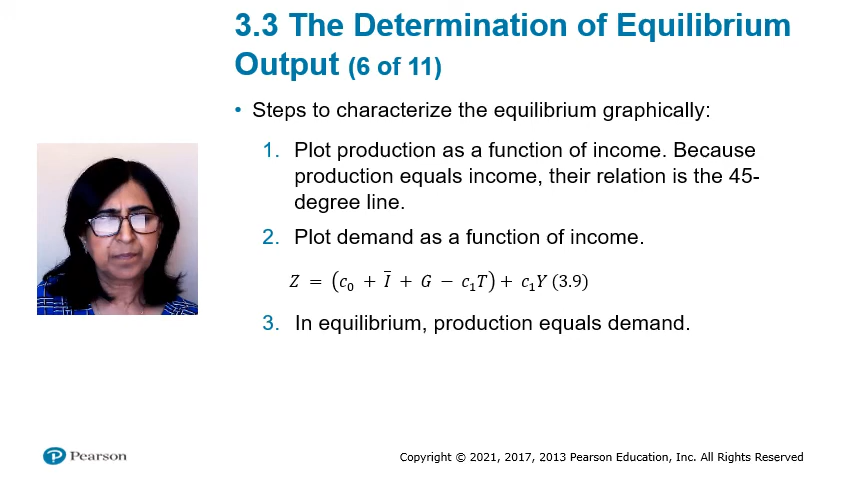 3.3 The Determination of Equilibrium
Output (6 of 11)
• Steps to characterize the equilibrium graphically:
1. Plot production as a function of income. Because
production equals income, their relation is the 45-
degree line.
2. Plot demand as a function of income.
Z = (c₀ + Ī + G − c₁T) + c₁Y (3.9)
3. In equilibrium, production equals demand.
P Pearson
Copyright © 2021, 2017, 2013 Pearson Education, Inc. All Rights Reserved